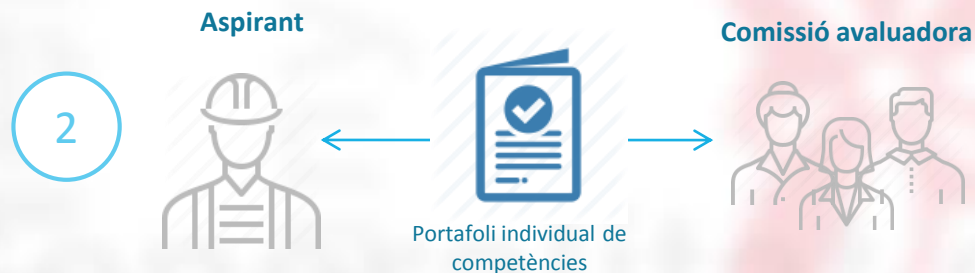 Aspirant
Comissió avaluadora
2
Portafoli individual de
competències